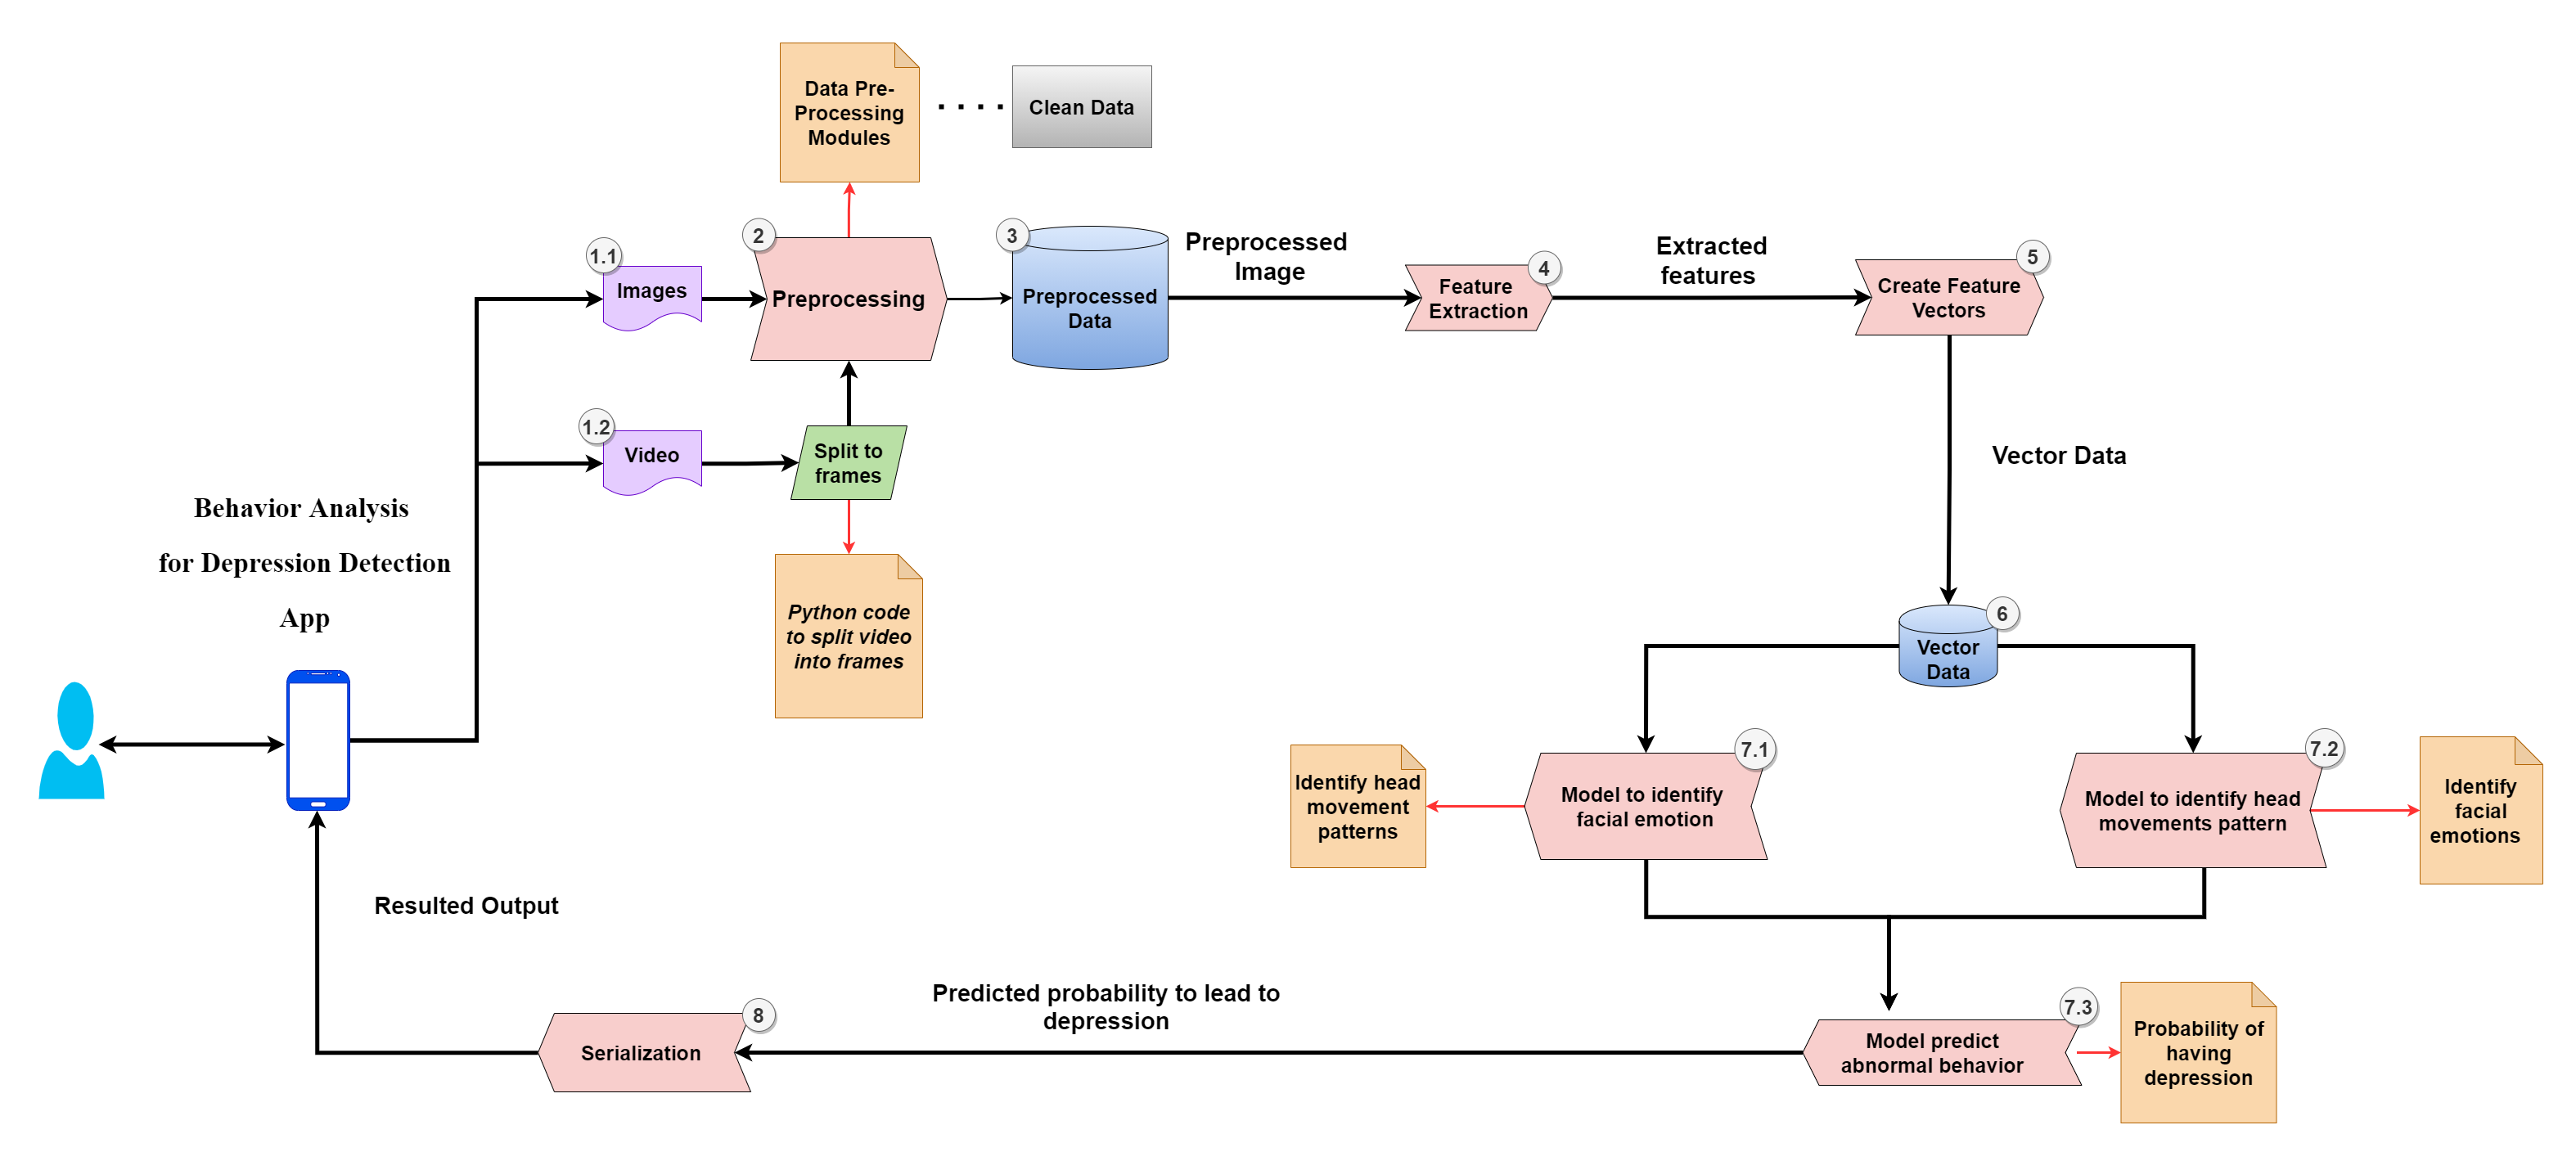 Data Pre-
Processing
Modules
Clean Data
1.1
Images
2
Preprocessing
3
Preprocessed
Data
Preprocessed
Image
4
Feature
Extraction
Extracted
features
5
Create Feature
Vectors
1.2
Video
Split to
frames
Vector Data
Behavior Analysis
for Depression Detection
App
Python code
to split video
into frames
6
Vector
Data
Identify head
movement
patterns
7.1
Model to identify
facial emotion
7.2
Model to identify head
movements pattern
Identify
facial
emotions
Resulted Output
Predicted probability to lead to
depression
8
Serialization
7.3
Model predict
abnormal behavior
Probability of
having
depression